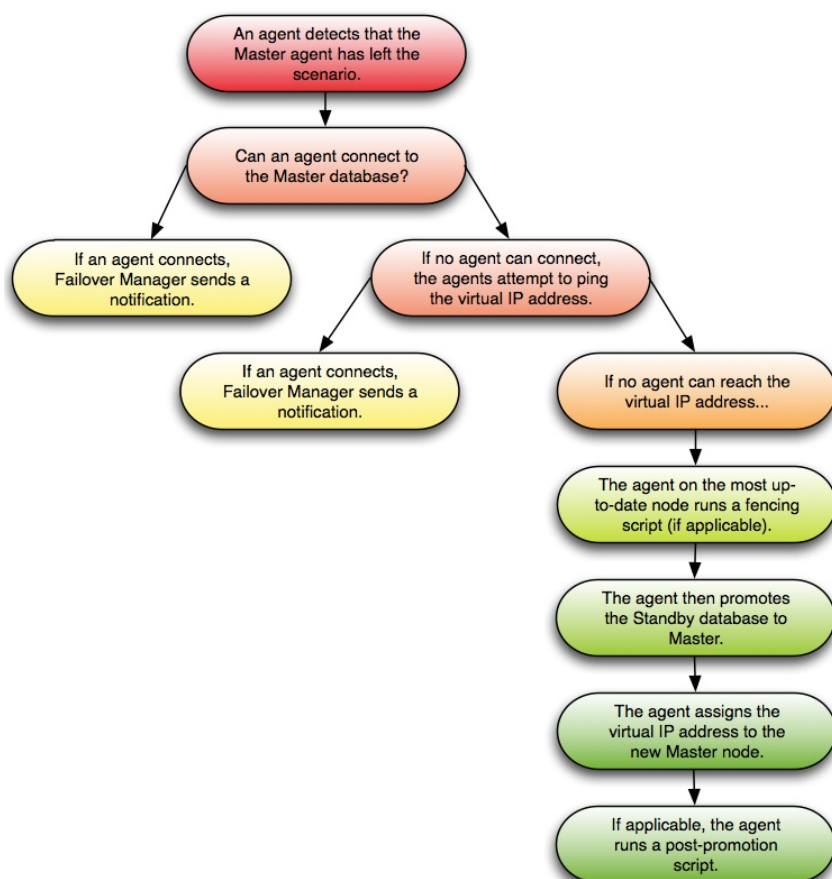 An agent detects that the
Master agent has left the
scenario.
Can an agent connect to
the Master database?
If an agent connects,
Failover Manager sends a
notification.
If no agent can connect,
the agents attempt to ping
the virtual IP address.
If an agent connects,
Failover Manager sends a
notification.
If no agent can reach the
virtual IP address...
The agent on the most up-
to-date node runs a fencing
script (if applicable).
The agent then promotes
the Standby database to
Master.
The agent assigns the
virtual IP address to the
new Master node.
If applicable, the agent
runs a post-promotion
script.